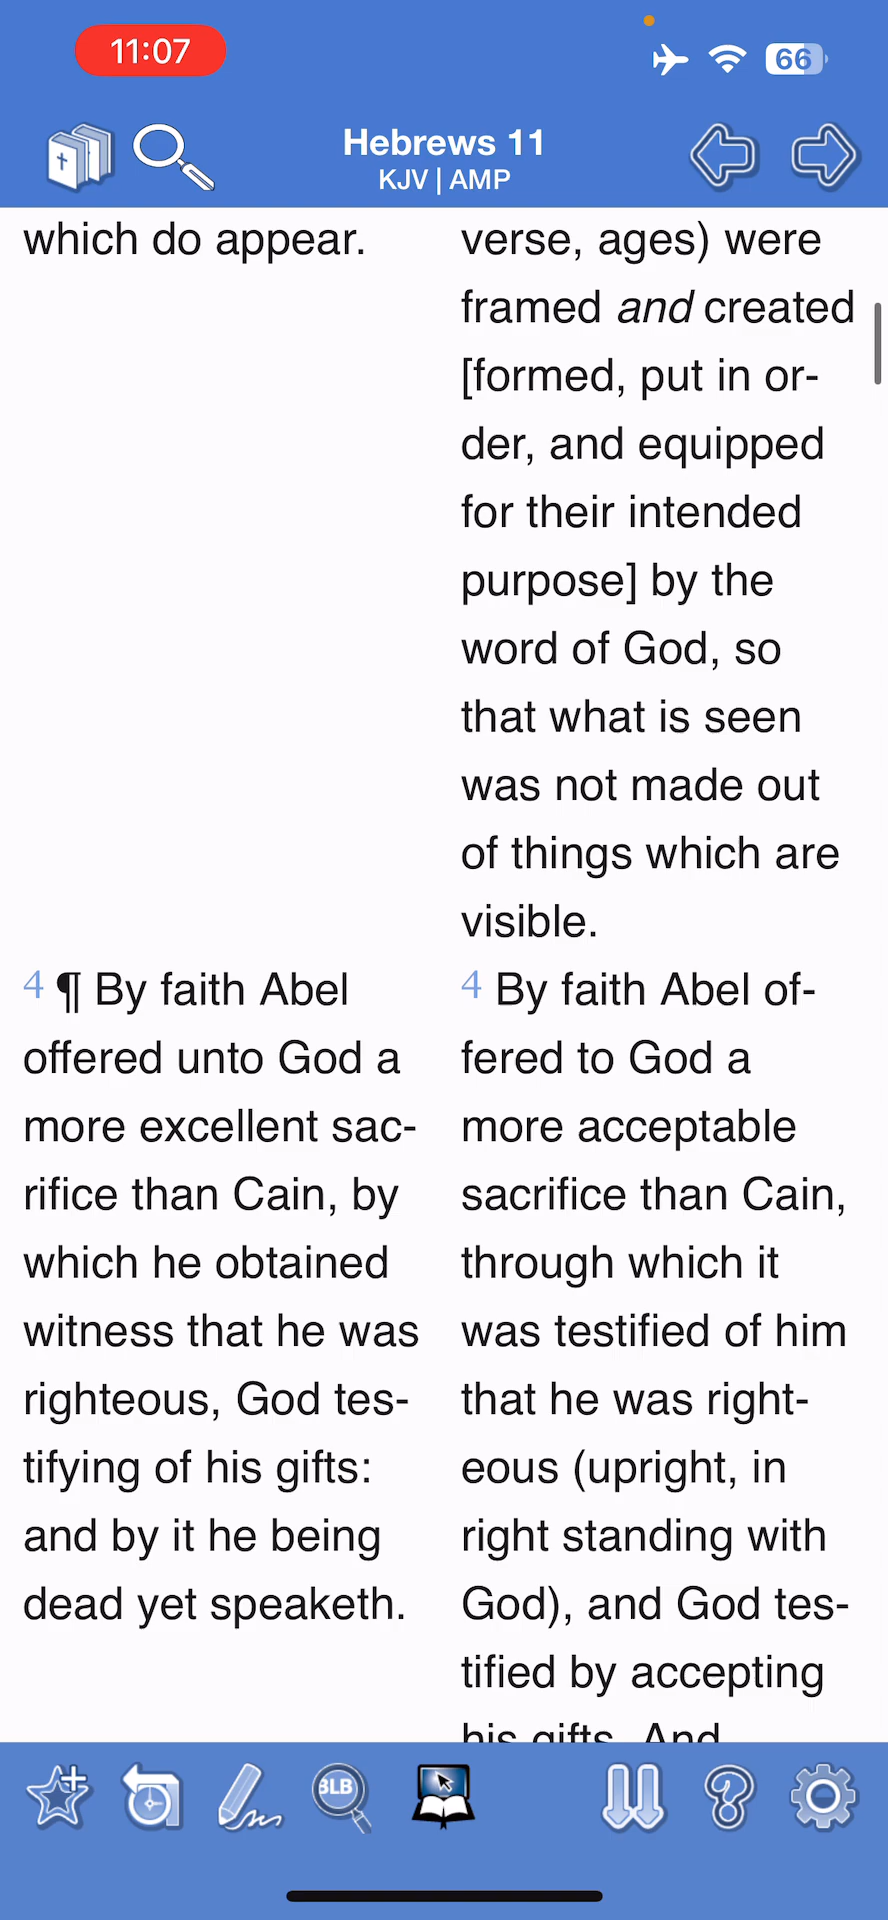 11:07
66
Hebrews 11
KJV | AMP
which do appear.
4 ¶ By faith Abel
offered unto God a
more excellent sac-
rifice than Cain, by
which he obtained
witness that he was
righteous, God tes-
tifying of his gifts:
and by it he being
dead yet speaketh.
verse, ages) were
framed and created
[formed, put in or-
der, and equipped
for their intended
purpose] by the
word of God, so
that what is seen
was not made out
of things which are
visible.
4 By faith Abel of-
fered to God a
more acceptable
sacrifice than Cain,
through which it
was testified of him
that he was right-
eous (upright, in
right standing with
God), and God tes-
tified by accepting
his gifts. And
BLB